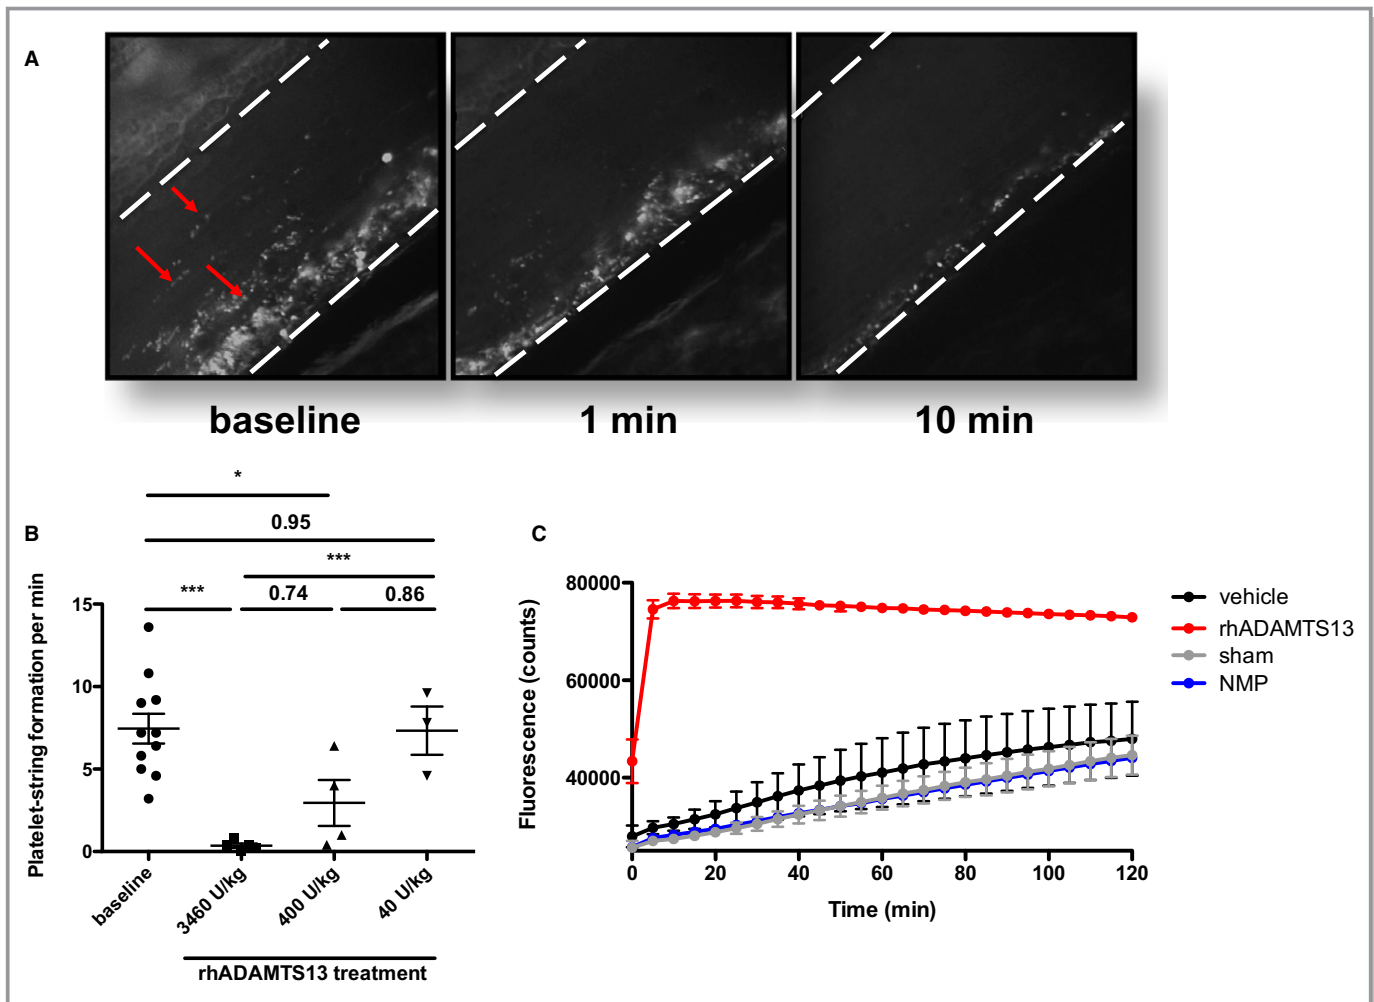 A
baseline
1 min
10 min
B
*
0.95
***
***
0.74
0.86
Platelet-string formation per min
15
10
5
0
baseline
3460 U/kg
400 U/kg
40 U/kg
rhADAMTS13 treatment
C
Fluorescence (counts)
80000
60000
40000
0
20
40
60
80
100
120
Time (min)
vehicle
rhADAMTS13
sham
NMP